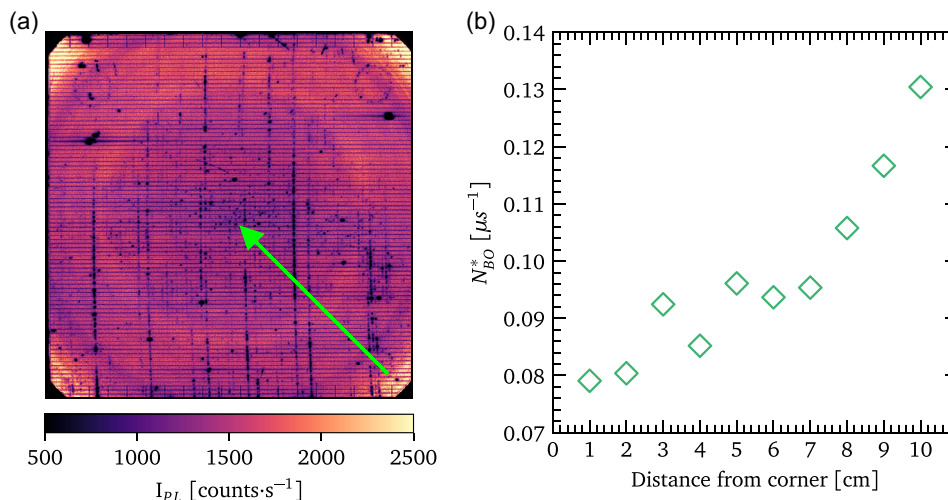 (a)
500 1000 1500 2000 2500
I_PL [counts·s⁻¹]
(b)
0.14
0.13
0.12
0.11
0.10
0.09
0.08
0.07
N*_BO [μs⁻¹]
0 1 2 3 4 5 6 7 8 9 10
Distance from corner [cm]